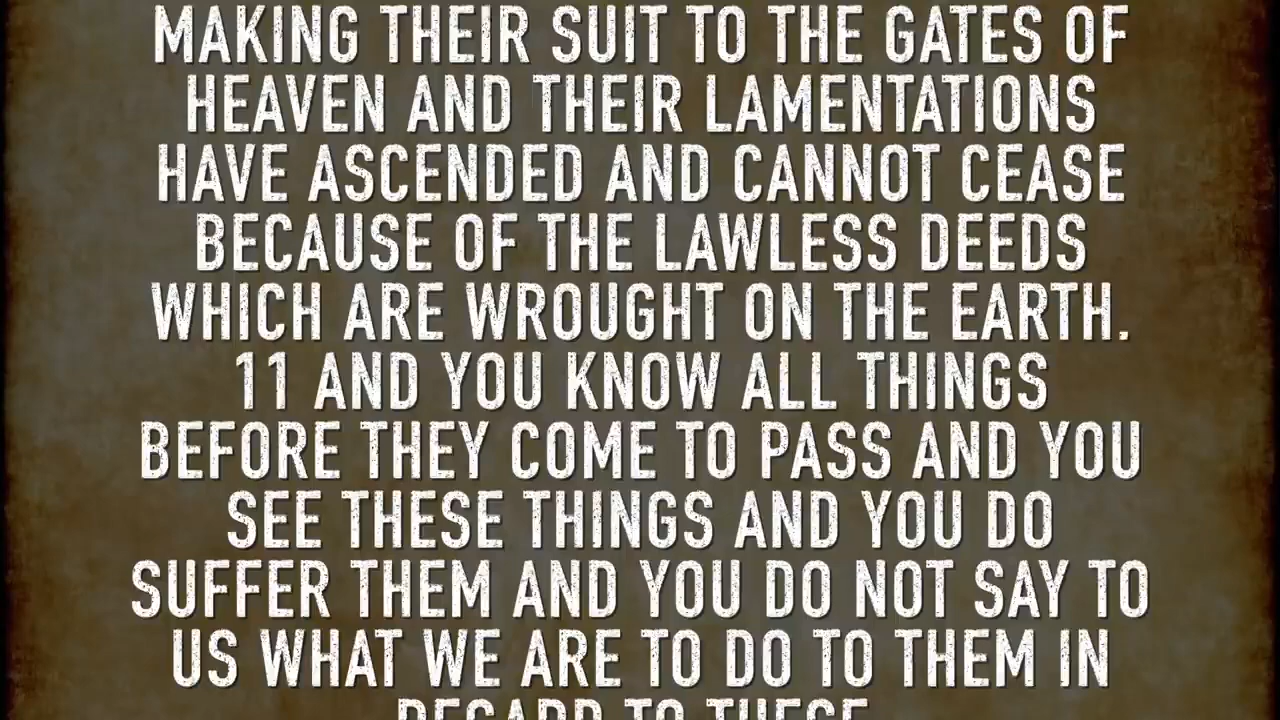 MAKING THEIR SUIT TO THE GATES OF
HEAVEN AND THEIR LAMENTATIONS
HAVE ASCENDED AND CANNOT CEASE
BECAUSE OF THE LAWLESS DEEDS
WHICH ARE WROUGHT ON THE EARTH.
11 AND YOU KNOW ALL THINGS
BEFORE THEY COME TO PASS AND YOU
SEE THESE THINGS AND YOU DO
SUFFER THEM AND YOU DO NOT SAY TO
US WHAT WE ARE TO DO TO THEM IN
REGARD TO THESE